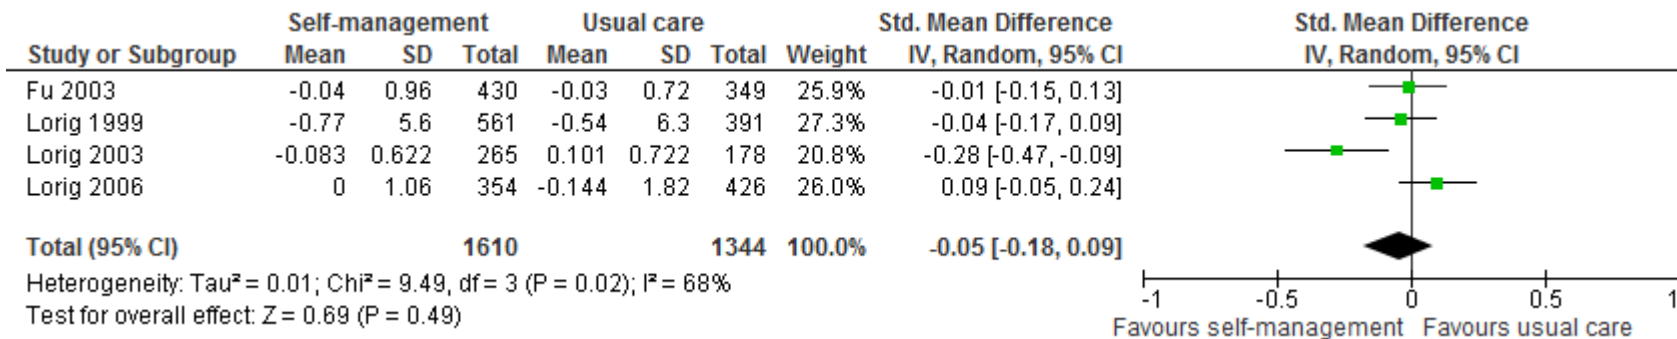 Self-management Usual care Std. Mean Difference Std. Mean Difference
Study or Subgroup Mean SD Total Mean SD Total Weight IV, Random, 95% CI IV, Random, 95% CI
Fu 2003 -0.04 0.96 430 -0.03 0.72 349 25.9% -0.01 [-0.15, 0.13]
Lorig 1999 -0.77 5.6 561 -0.54 6.3 391 27.3% -0.04 [-0.17, 0.09]
Lorig 2003 -0.083 0.622 265 0.101 0.722 178 20.8% -0.28 [-0.47, -0.09]
Lorig 2006 0 1.06 354 -0.144 1.82 426 26.0% 0.09 [-0.05, 0.24]
Total (95% CI) 1610 1344 100.0% -0.05 [-0.18, 0.09]
Heterogeneity: Tau² = 0.01; Chi² = 9.49, df = 3 (P = 0.02); I² = 68%
Test for overall effect: Z = 0.69 (P = 0.49)
-1 -0.5 0 0.5 1
Favours self-management Favours usual care